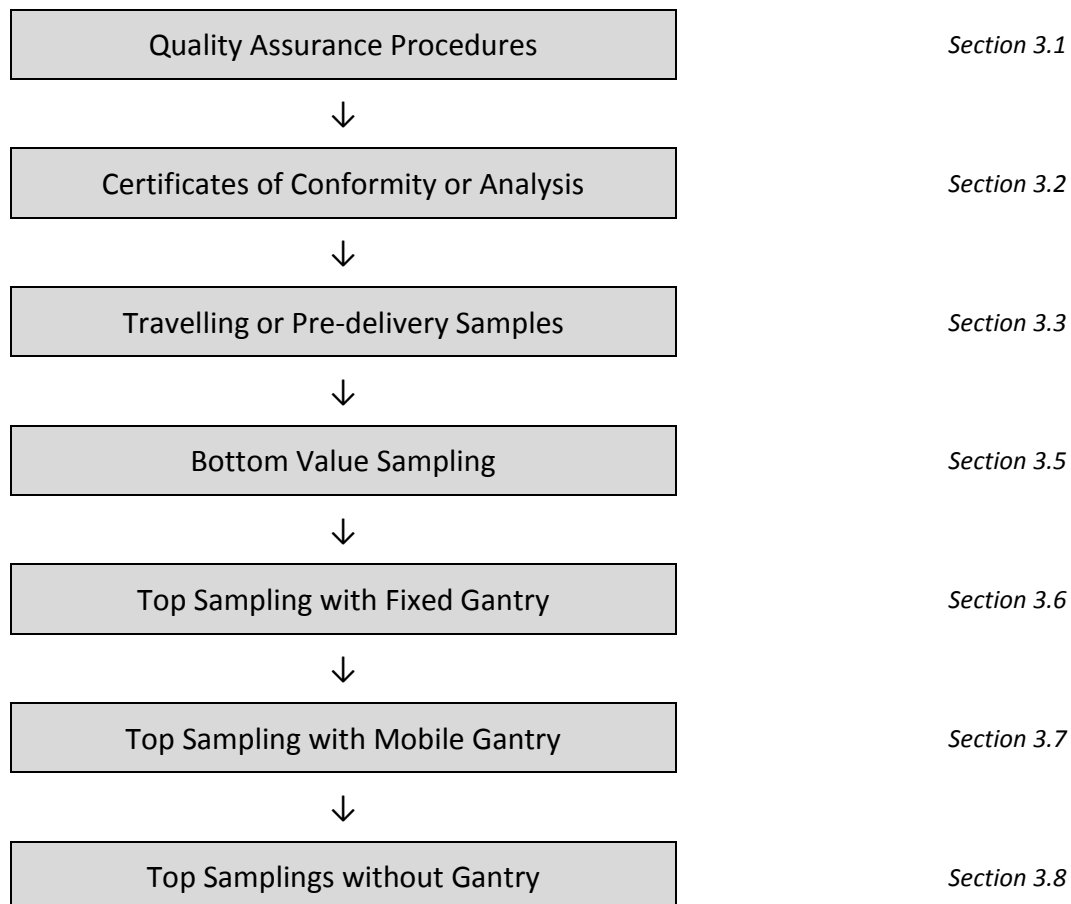 Quality Assurance Procedures Section 3.1
↓
Certificates of Conformity or Analysis Section 3.2
↓
Travelling or Pre-delivery Samples Section 3.3
↓
Bottom Value Sampling Section 3.5
↓
Top Sampling with Fixed Gantry Section 3.6
↓
Top Sampling with Mobile Gantry Section 3.7
↓
Top Samplings without Gantry Section 3.8